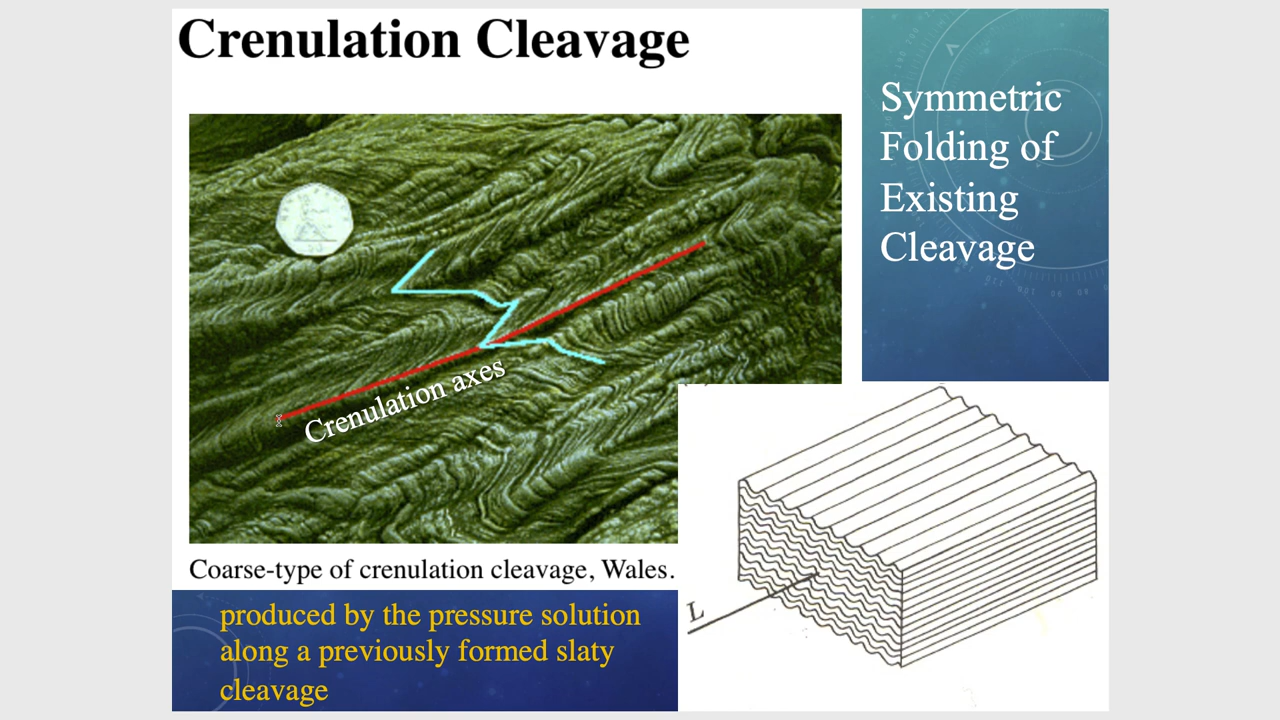 Crenulation Cleavage
Symmetric
Folding of
Existing
Cleavage
Crenulation axes
Coarse-type of crenulation cleavage, Wales.
L
produced by the pressure solution
along a previously formed slaty
cleavage